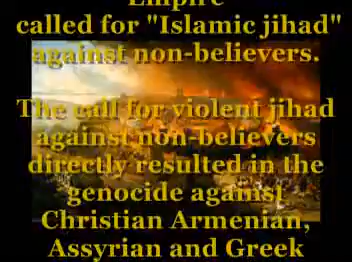 Empire
called for "Islamic jihad"
against non-believers.
The call for violent jihad
against non-believers
directly resulted in the
genocide against
Christian Armenian,
Assyrian and Greek